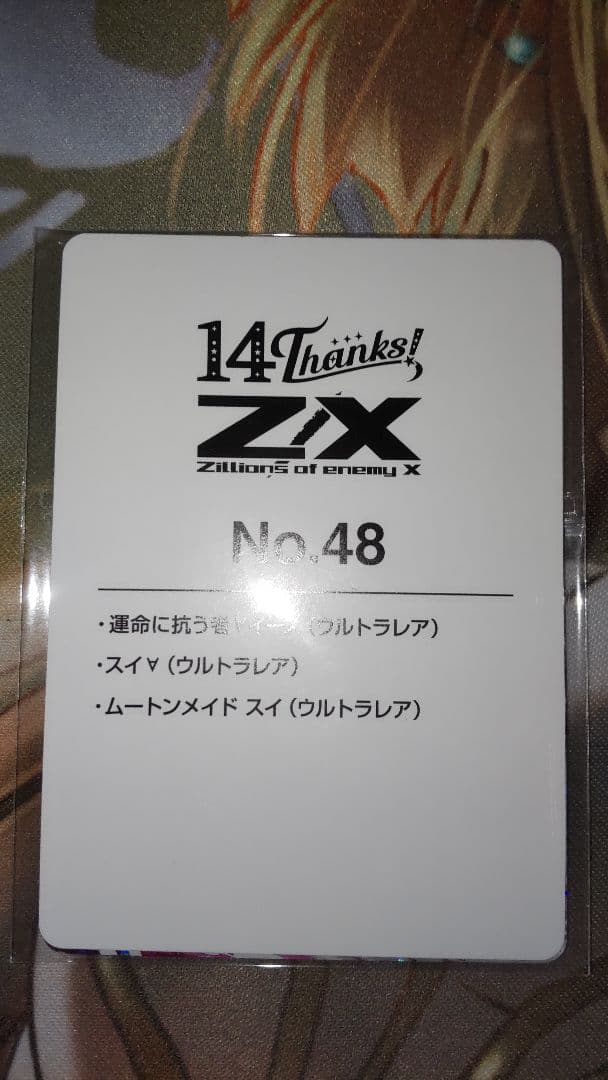 14 Thanks!
Z/X
Zillions of enemy X
No.48
・運命に抗う者 (ウルトラレア)
・スイ∀ (ウルトラレア)
・ムートンメイド スイ (ウルトラレア)